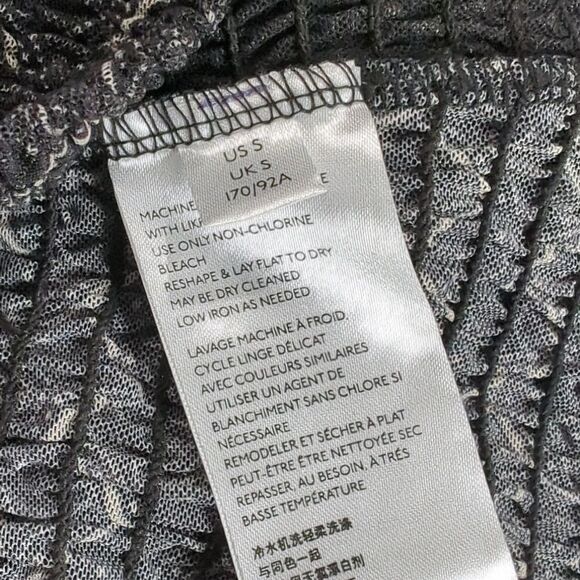 US S
UK S
170/92A
MACHINE E
WITH LIK
USE ONLY NON-CHLORINE
BLEACH
RESHAPE & LAY FLAT TO DRY
MAY BE DRY CLEANED
LOW IRON AS NEEDED
LAVAGE MACHINE À FROID.
CYCLE LINGE DÉLICAT
AVEC COULEURS SIMILAIRES
UTILISER UN AGENT DE
BLANCHIMENT SANS CHLORE SI
NÉCESSAIRE
REMODELER ET SÉCHER À PLAT
PEUT-ÊTRE ÊTRE NETTOYÉE SEC
REPASSER, AU BESOIN, À TRÈS
BASSE TEMPÉRATURE
冷水机洗轻柔洗涤
与同色一起